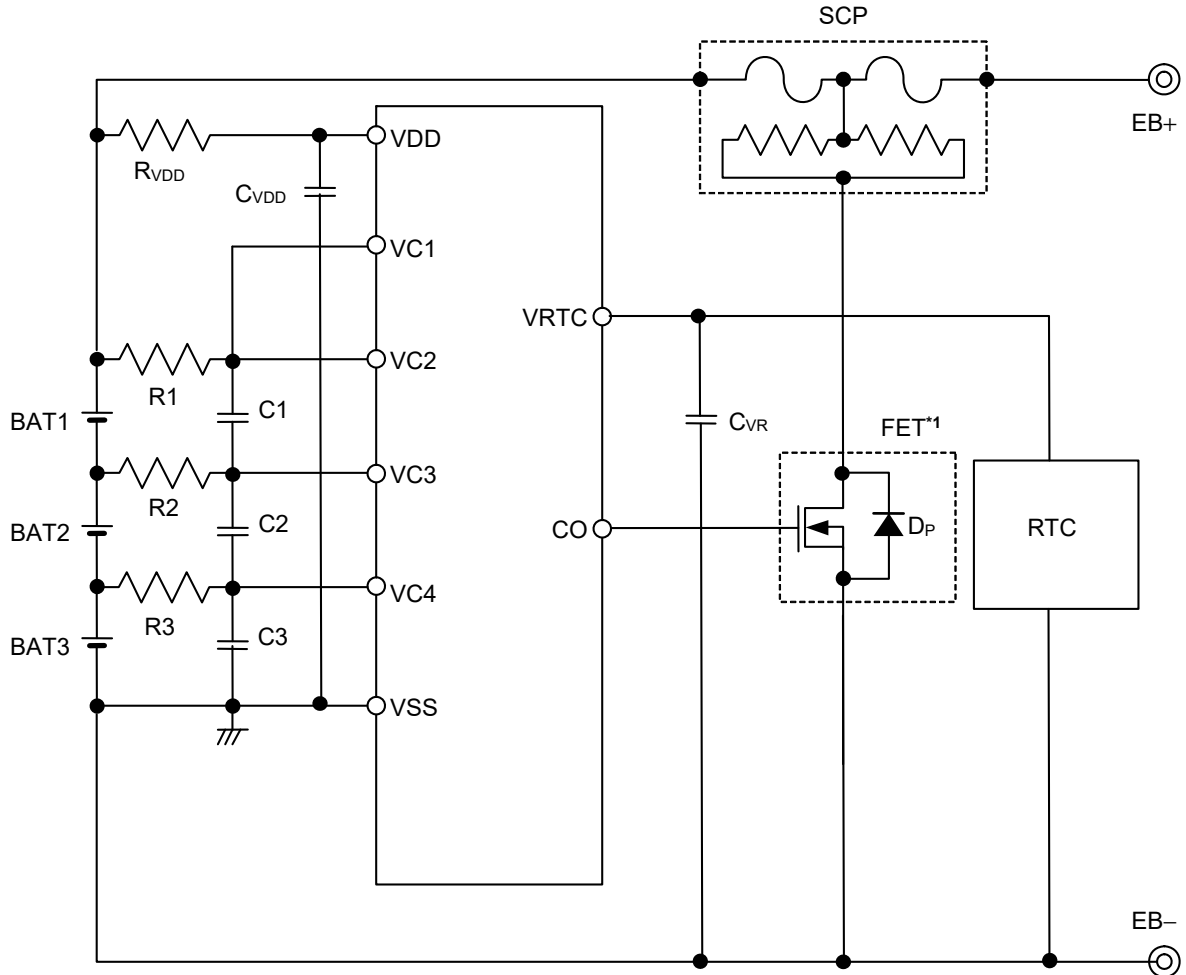 SCP
EB+
RVDD
CVDD
VDD
VC1
VRTC
VC2
R1
C1
BAT1
CVR
FET*1
VC3
R2
C2
BAT2
CO
DP
RTC
VC4
R3
C3
BAT3
VSS
EB−